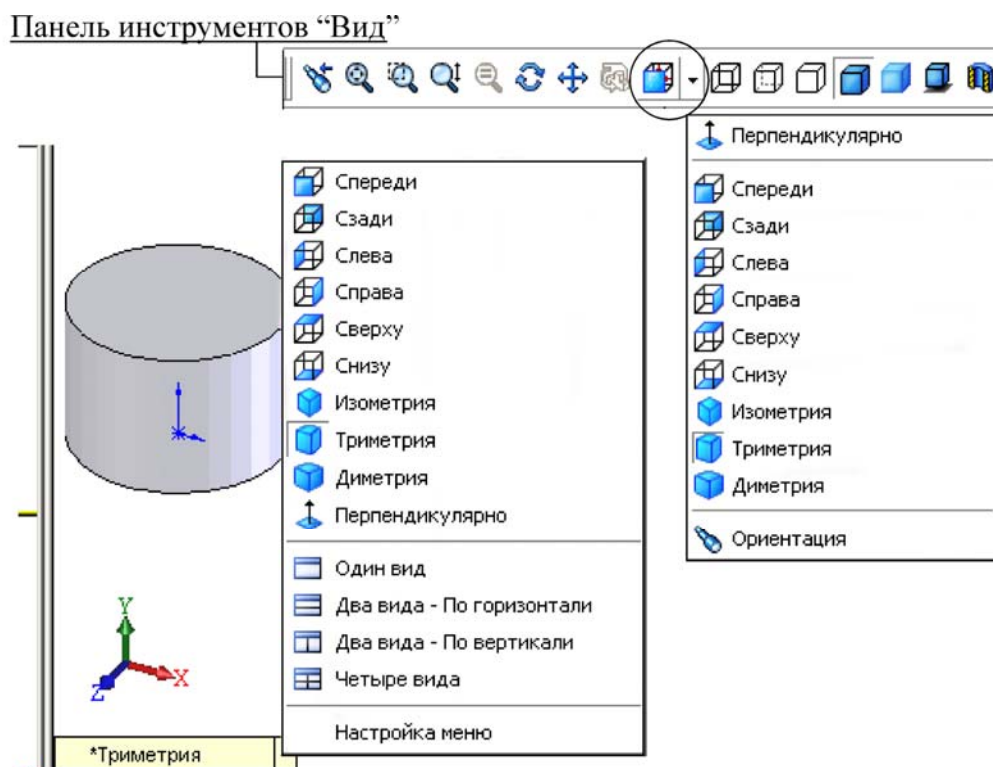 Панель инструментов “Вид”
Спереди
Сзади
Слева
Справа
Сверху
Снизу
Изометрия
Триметрия
Диметрия
Перпендикулярно
Один вид
Два вида - По горизонтали
Два вида - По вертикали
Четыре вида
Настройка меню
Перпендикулярно
Спереди
Сзади
Слева
Справа
Сверху
Снизу
Изометрия
Триметрия
Диметрия
Ориентация
Y
X
Z
*Триметрия